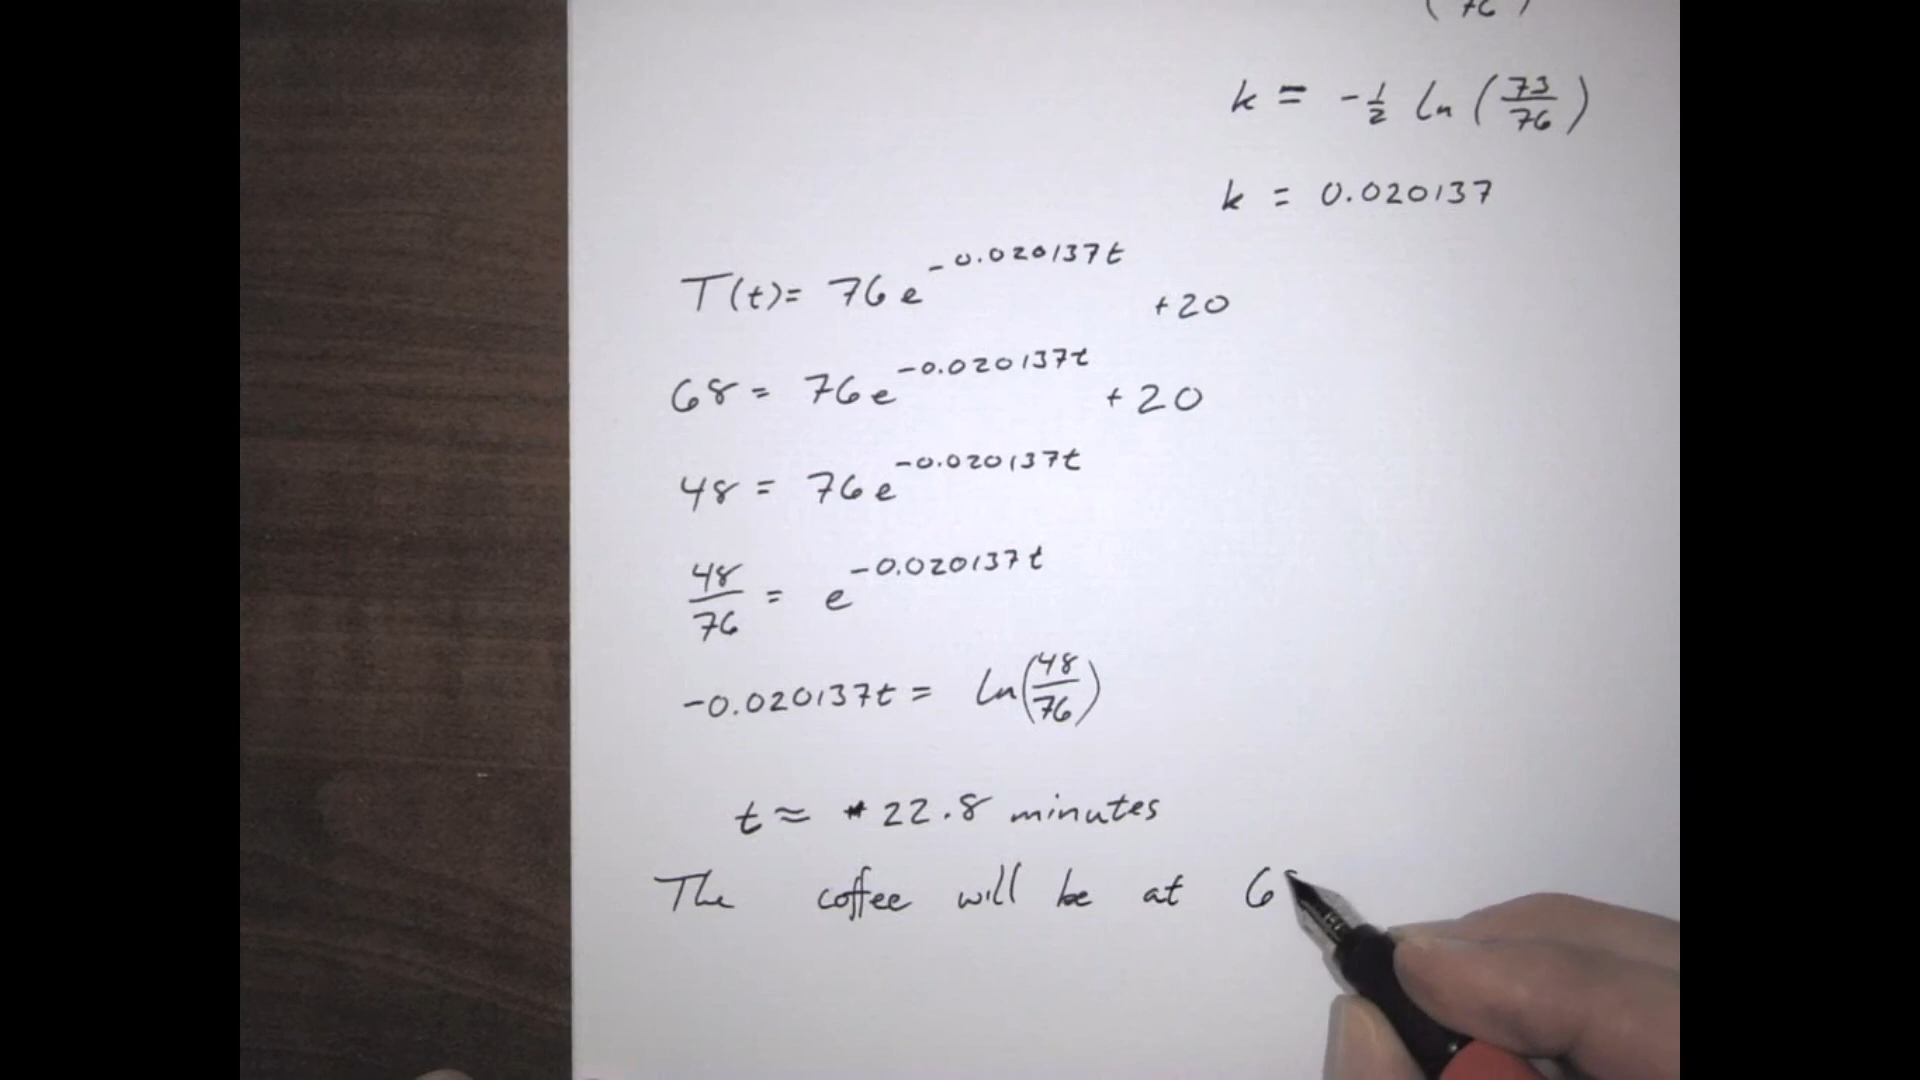 (76)
k = -1/2 ln(73/76)
k = 0.020137
T(t) = 76e^-0.020137t +20
68 = 76e^-0.020137t + 20
48 = 76e^-0.020137t
48/76 = e^-0.020137t
-0.020137t = ln(48/76)
t ≈ 22.8 minutes
The coffee will be at 6